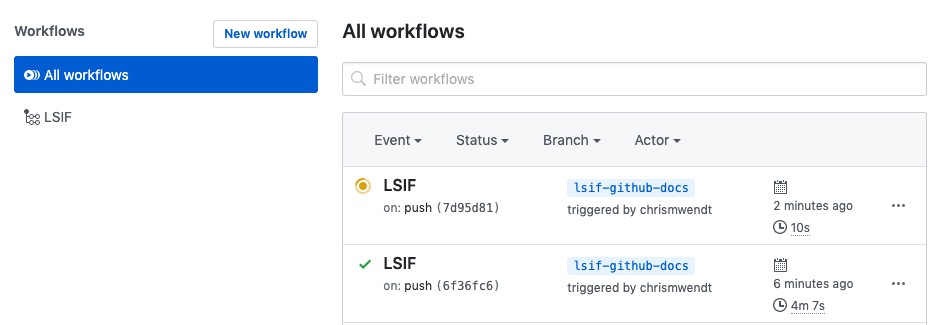 Workflows
New workflow
All workflows
LSIF
All workflows
Filter workflows
Event Status Branch Actor
LSIF
on: push (7d95d81)
lsif-github-docs
triggered by chrismwendt
2 minutes ago
10s
LSIF
on: push (6f36fc6)
lsif-github-docs
triggered by chrismwendt
6 minutes ago
4m 7s